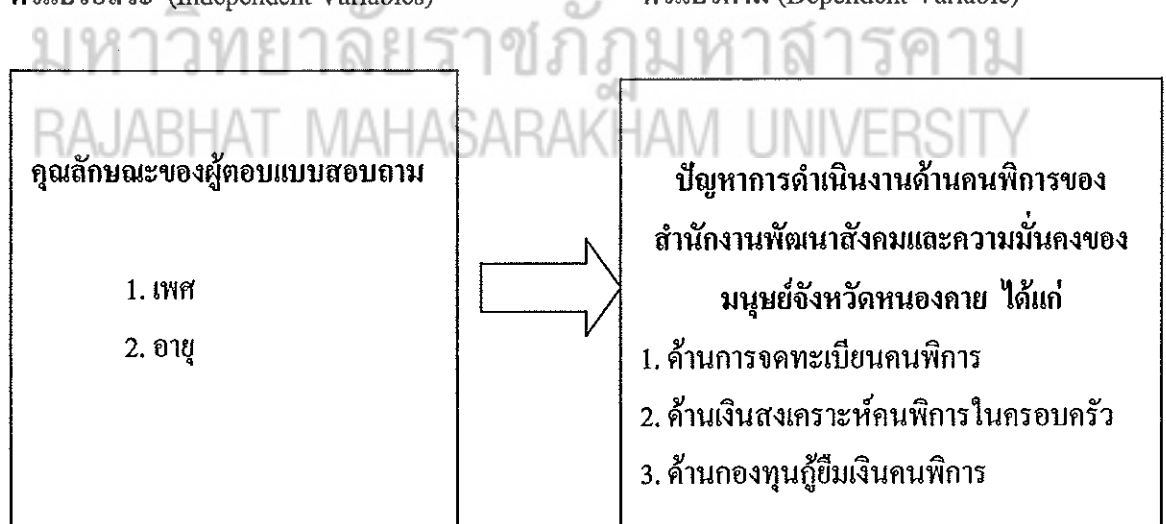 (Independent Variables)
(Dependent Variable)
มหาวิทยาลัยราชภัฏมหาสารคาม
RAJABHAT MAHASARAKHAM UNIVERSITY
คุณลักษณะของผู้ตอบแบบสอบถาม
1. เพศ
2. อายุ
ปัญหาการดำเนินงานด้านคนพิการของ
สำนักงานพัฒนาสังคมและความมั่นคงของ
มนุษย์จังหวัดหนองคาย ได้แก่
1. ด้านการจดทะเบียนคนพิการ
2. ด้านเงินสงเคราะห์คนพิการในครอบครัว
3. ด้านกองทุนกู้ยืมเงินคนพิการ